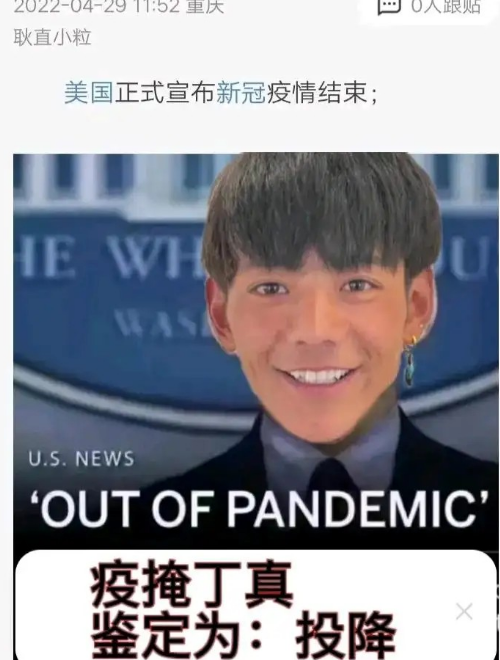 2022-04-29 11:52 重庆
0人跟贴
耿直小粒
美国正式宣布新冠疫情结束；
HE WH
OU
WAS
U.S. NEWS
‘OUT OF PANDEMIC’
疫掩丁真
鉴定为：投降